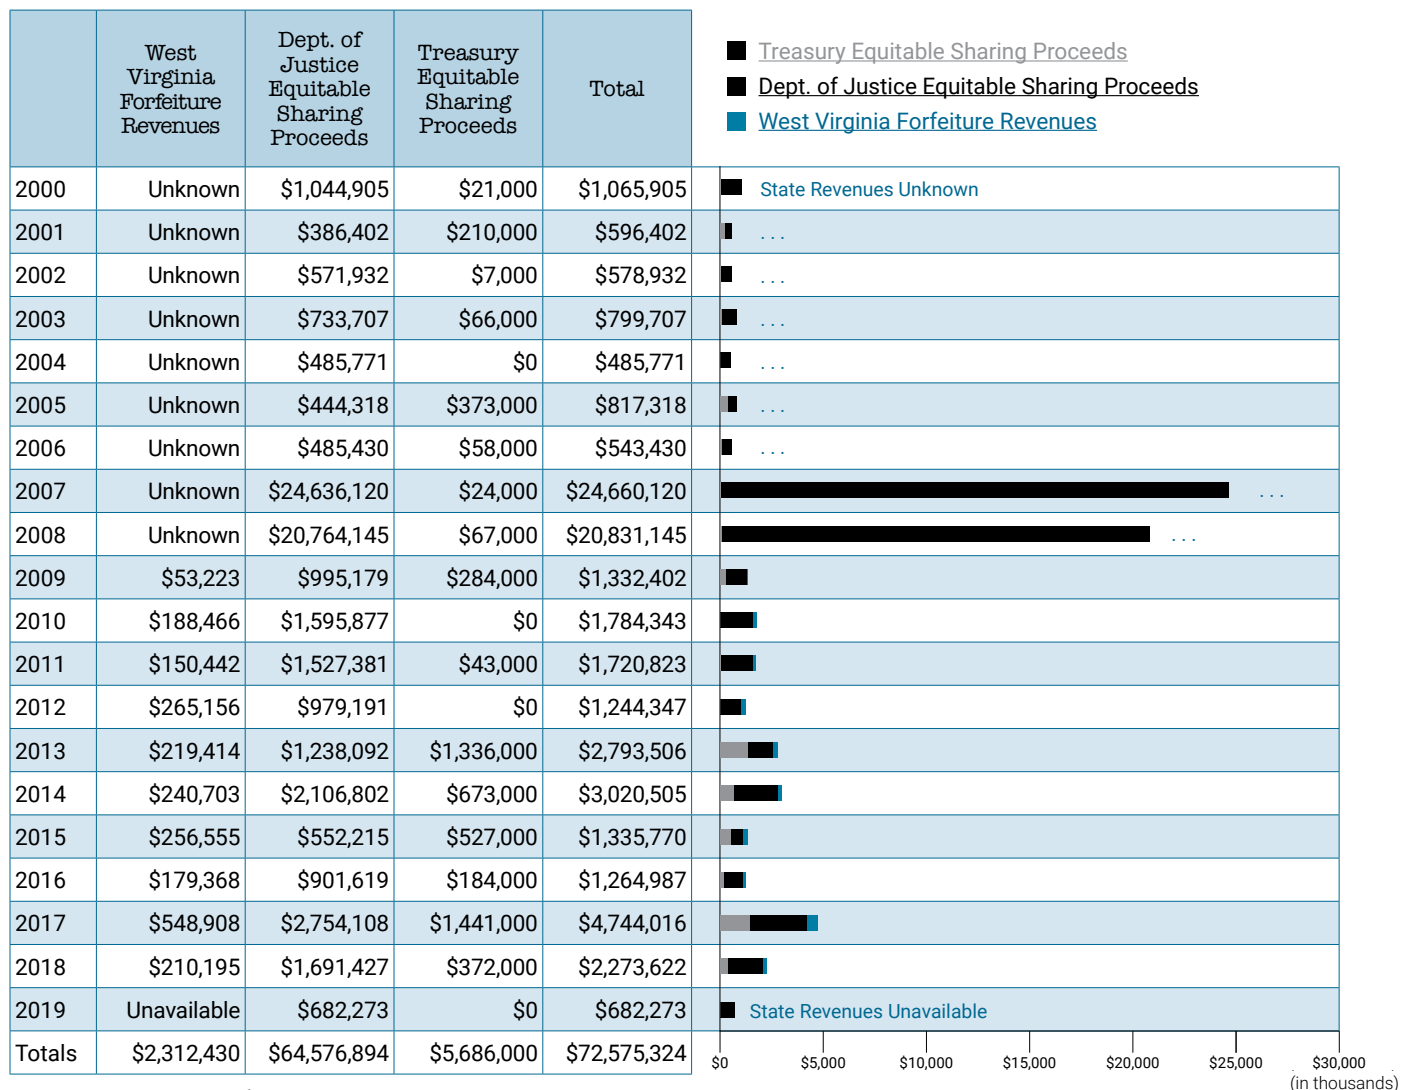 West Virginia Forfeiture Revenues
Dept. of Justice Equitable Sharing Proceeds
Treasury Equitable Sharing Proceeds
Total
Treasury Equitable Sharing Proceeds
Dept. of Justice Equitable Sharing Proceeds
West Virginia Forfeiture Revenues
2000 Unknown $1,044,905 $21,000 $1,065,905 State Revenues Unknown
2001 Unknown $386,402 $210,000 $596,402 ...
2002 Unknown $571,932 $7,000 $578,932 ...
2003 Unknown $733,707 $66,000 $799,707 ...
2004 Unknown $485,771 $0 $485,771 ...
2005 Unknown $444,318 $373,000 $817,318 ...
2006 Unknown $485,430 $58,000 $543,430 ...
2007 Unknown $24,636,120 $24,000 $24,660,120 ...
2008 Unknown $20,764,145 $67,000 $20,831,145 ...
2009 $53,223 $995,179 $284,000 $1,332,402
2010 $188,466 $1,595,877 $0 $1,784,343
2011 $150,442 $1,527,381 $43,000 $1,720,823
2012 $265,156 $979,191 $0 $1,244,347
2013 $219,414 $1,238,092 $1,336,000 $2,793,506
2014 $240,703 $2,106,802 $673,000 $3,020,505
2015 $256,555 $552,215 $527,000 $1,335,770
2016 $179,368 $901,619 $184,000 $1,264,987
2017 $548,908 $2,754,108 $1,441,000 $4,744,016
2018 $210,195 $1,691,427 $372,000 $2,273,622
2019 Unavailable $682,273 $0 $682,273 State Revenues Unavailable
Totals $2,312,430 $64,576,894 $5,686,000 $72,575,324
$0 $5,000 $10,000 $15,000 $20,000 $25,000 $30,000
(in thousands)